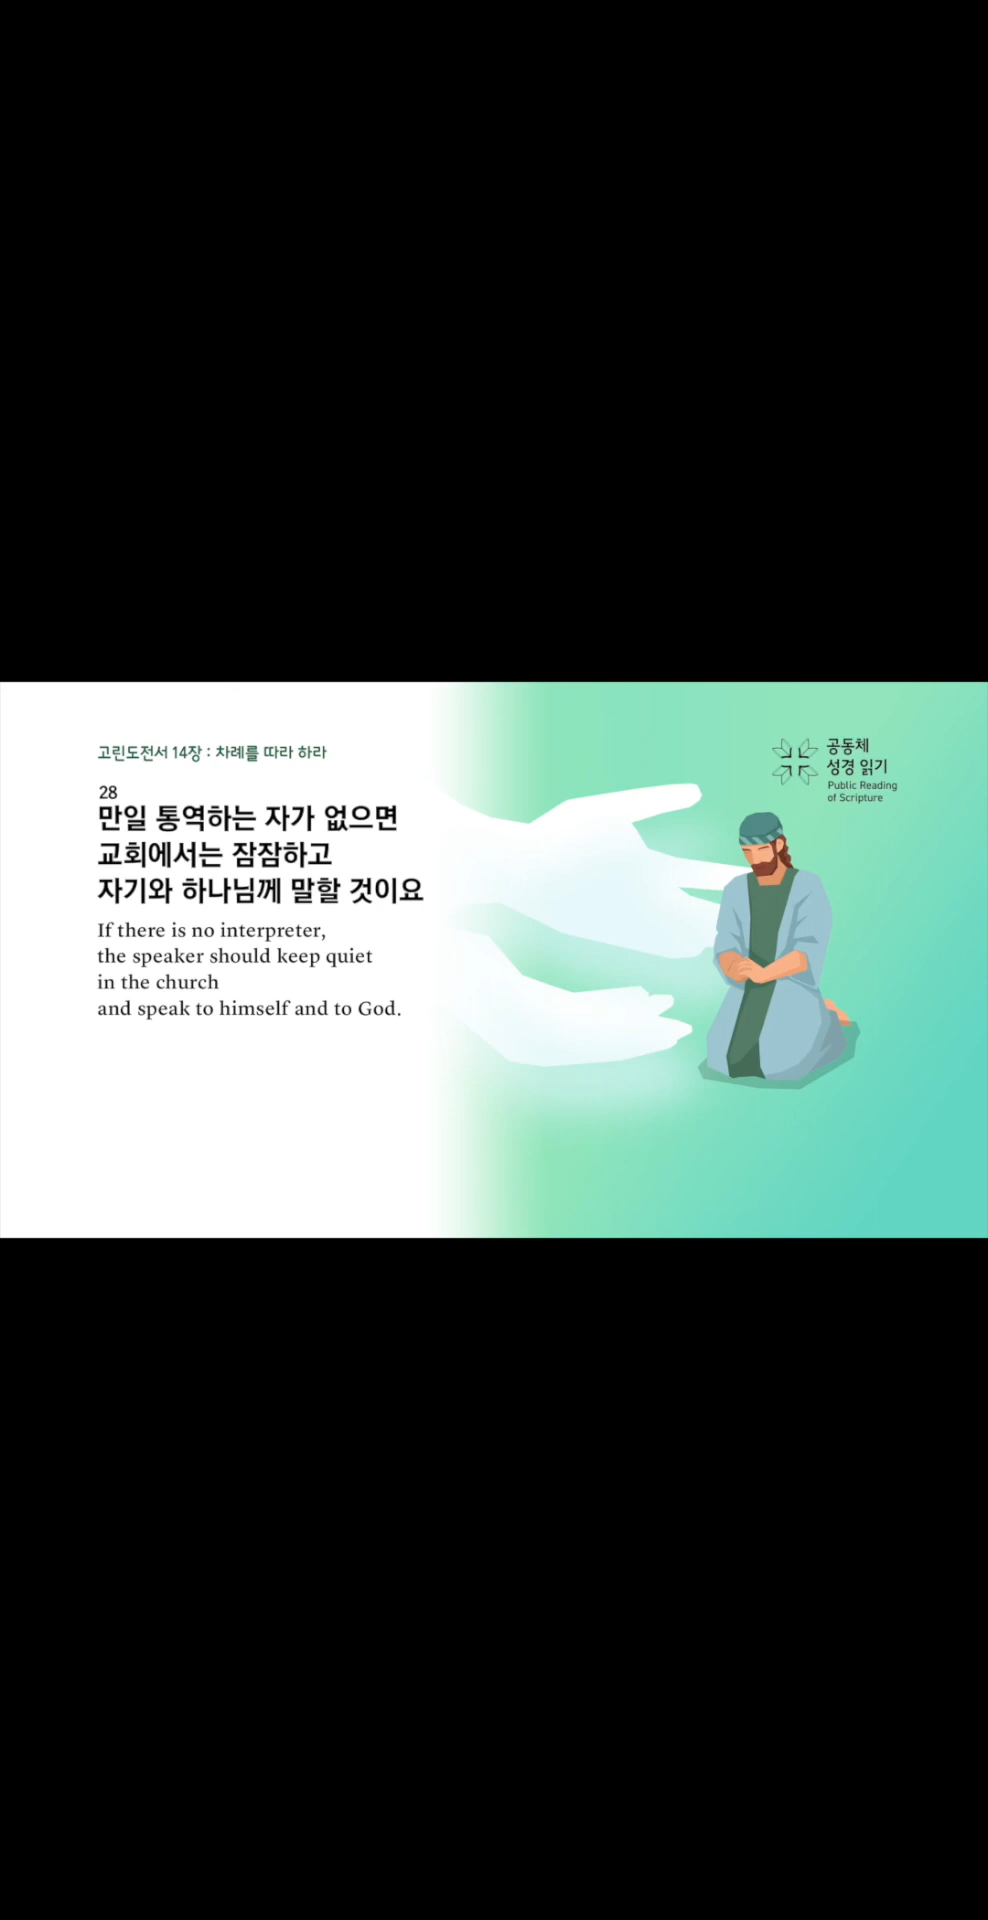 고린도전서 14장 : 차례를 따라 하라
28
만일 통역하는 자가 없으면
교회에서는 잠잠하고
자기와 하나님께 말할 것이요
If there is no interpreter,
the speaker should keep quiet
in the church
and speak to himself and to God.
공동체
성경 읽기
Public Reading
of Scripture